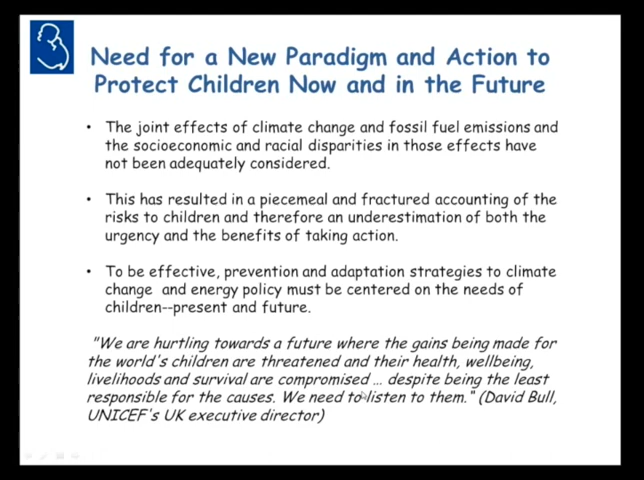 Need for a New Paradigm and Action to
Protect Children Now and in the Future
• The joint effects of climate change and fossil fuel emissions and
the socioeconomic and racial disparities in those effects have
not been adequately considered.
• This has resulted in a piecemeal and fractured accounting of the
risks to children and therefore an underestimation of both the
urgency and the benefits of taking action.
• To be effective, prevention and adaptation strategies to climate
change and energy policy must be centered on the needs of
children--present and future.
"We are hurtling towards a future where the gains being made for
the world's children are threatened and their health, wellbeing,
livelihoods and survival are compromised … despite being the least
responsible for the causes. We need to listen to them." (David Bull,
UNICEF's UK executive director)